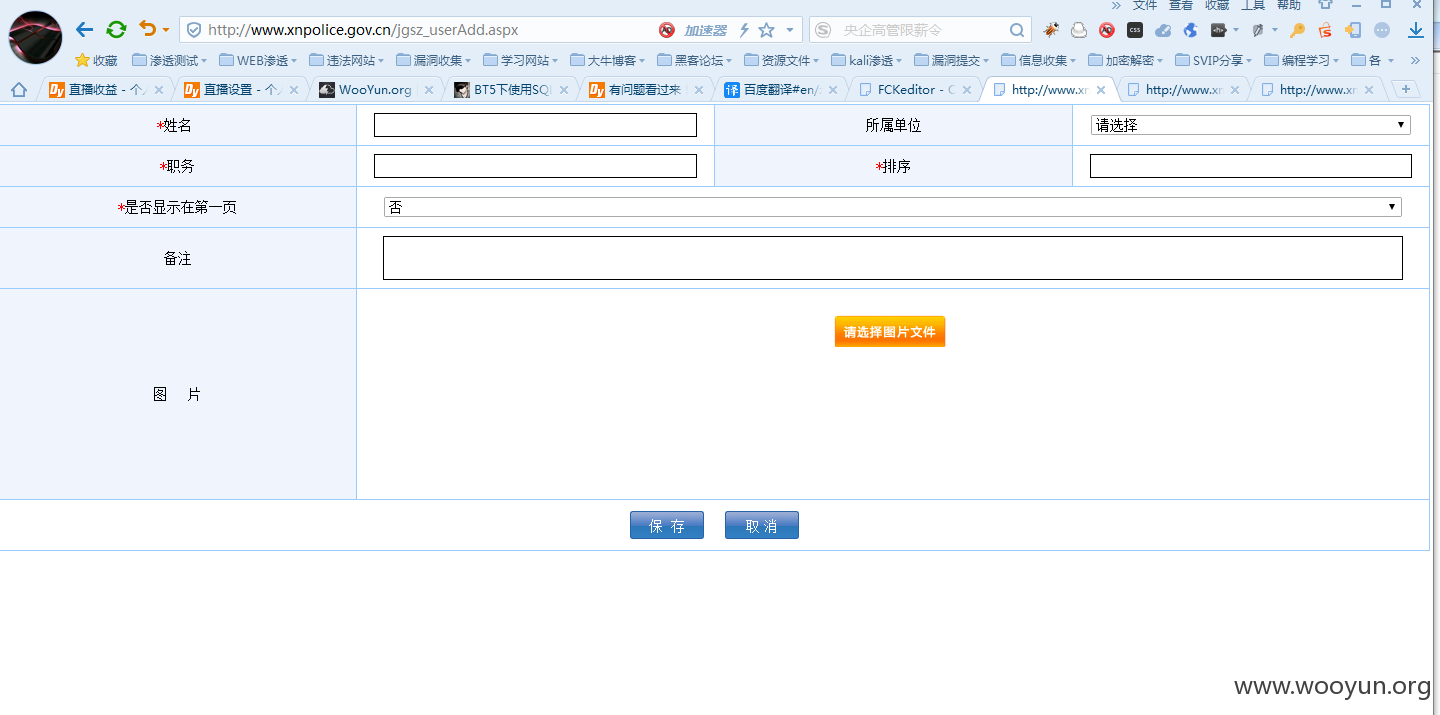 » 文件 查看 收藏 工具 帮助
http://www.xnpolice.gov.cn/jgsz_userAdd.aspx 加速器 央企高管限薪令
收藏 渗透测试 WEB渗透 违法网站 漏洞收集 学习网站 大牛博客 黑客论坛 资源文件 kali渗透 漏洞提交 信息收集 加密解密 SVIP分享 编程学习 各 »
直播收益 - 个 直播设置 - 个 WooYun.org BT5下使用SQ 有问题看过来 百度翻译#en/ FCKeditor - C http://www.xn http://www.xn http://www.xn
*姓名 所属单位 请选择
*职务 *排序
*是否显示在第一页 否
备注
请选择图片文件
图 片
保 存 取 消
www.wooyun.org